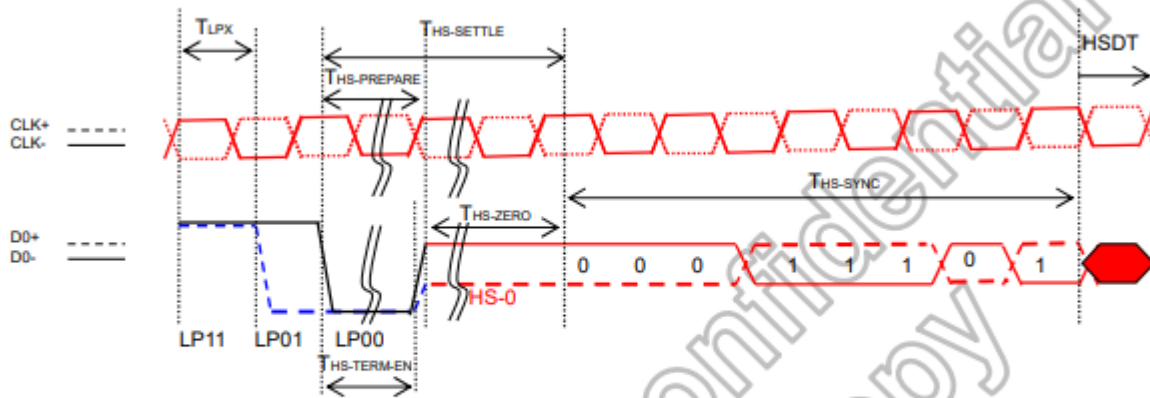 TLPX
THS-SETTLE
HSDT
THS-PREPARE
CLK+
CLK-
THS-SYNC
THS-ZERO
D0+
D0-
0 0 0 1 1 1 0 1
HS-0
LP11 LP01 LP00
THS-TERM-EN
Confidential
opy